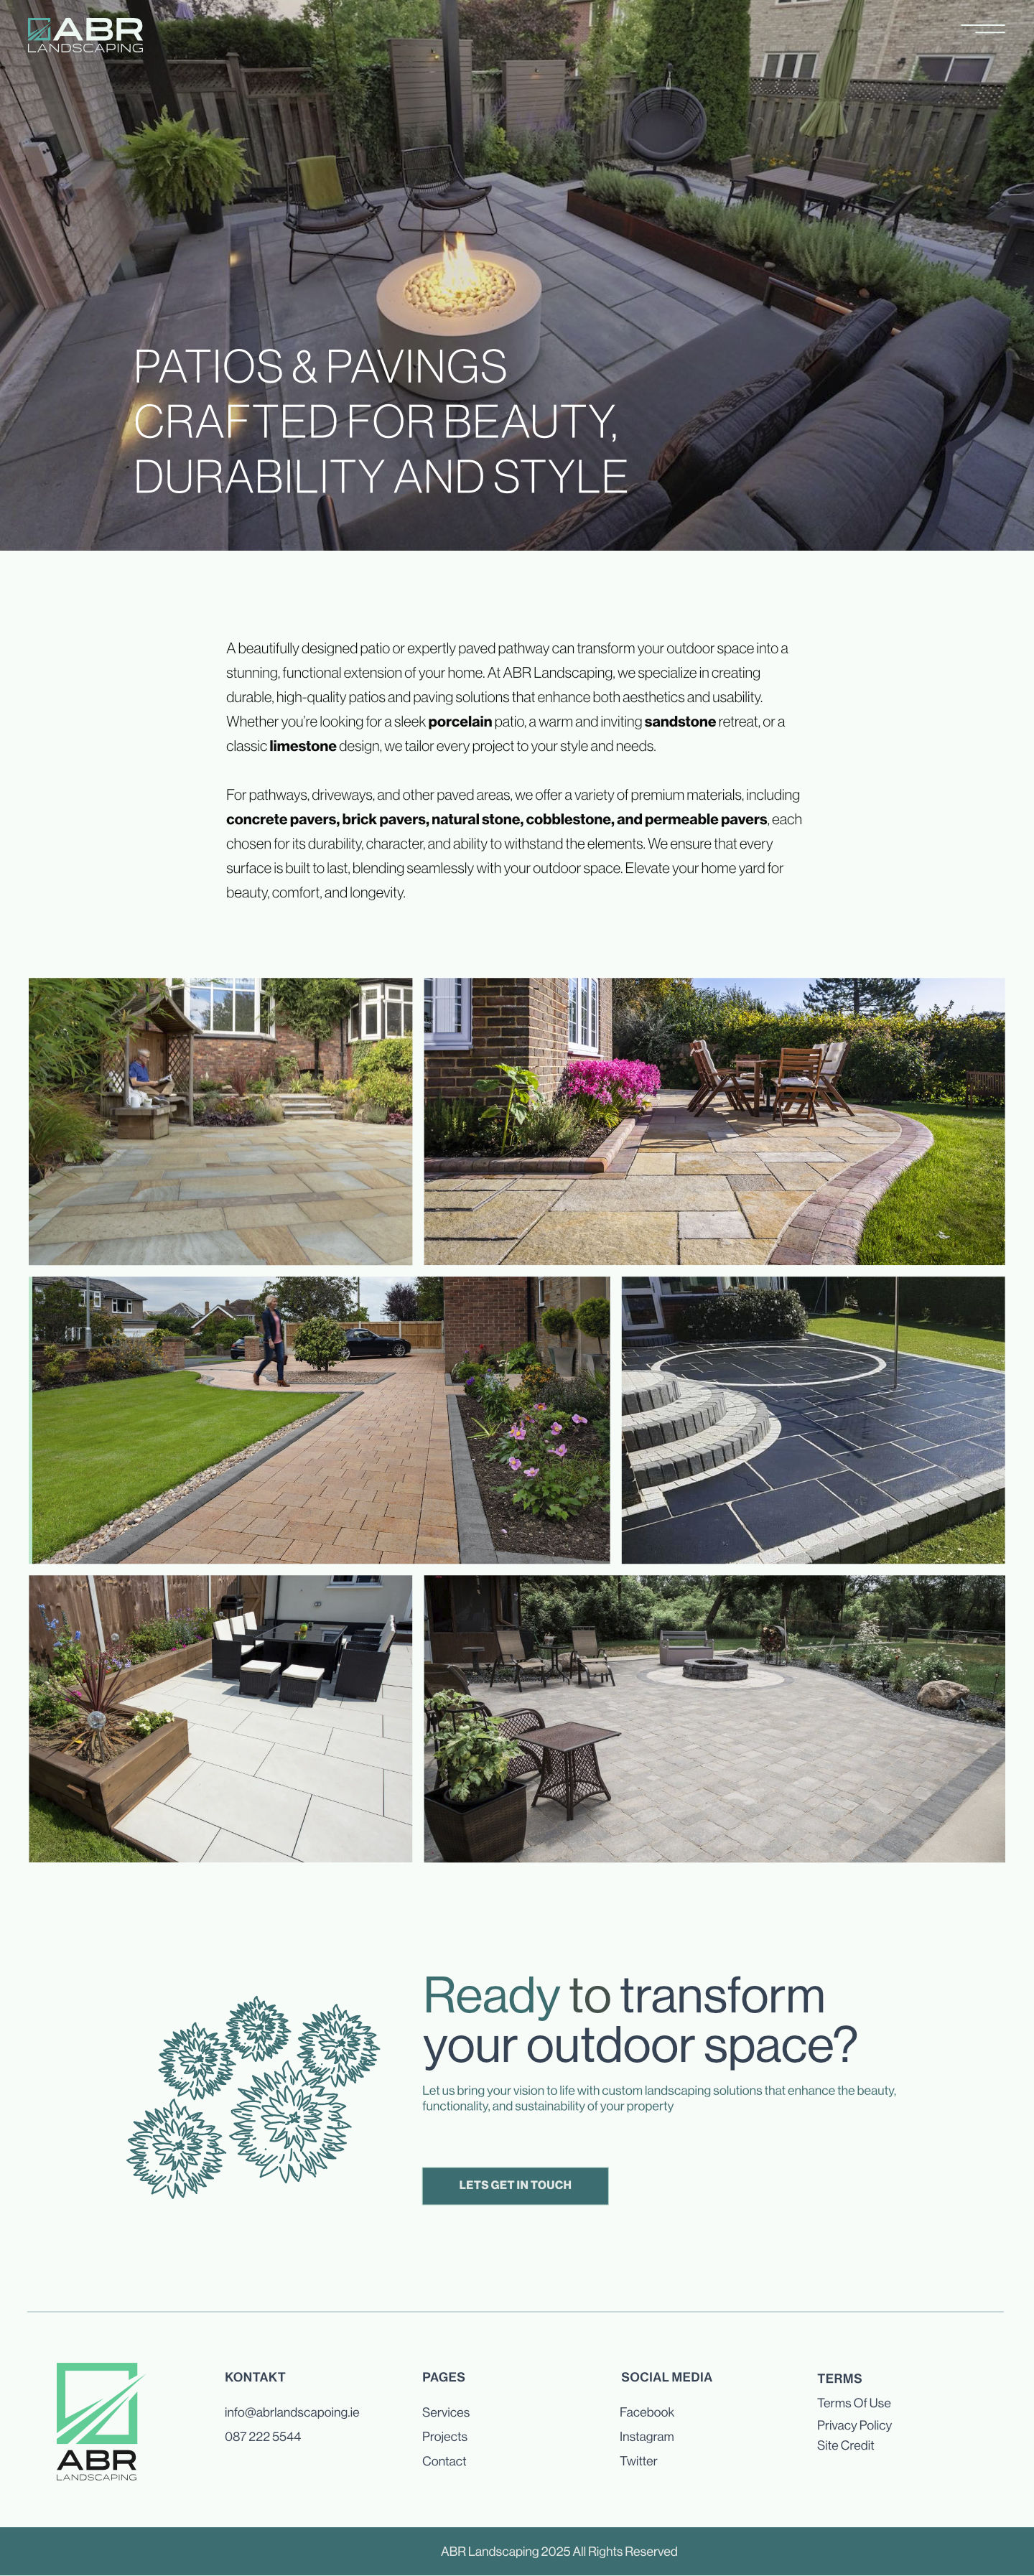 ABR
LANDSCAPING
PATIOS & PAVINGS
CRAFTED FOR BEAUTY,
DURABILITY AND STYLE
A beautifully designed patio or expertly paved pathway can transform your outdoor space into a
stunning, functional extension of your home. At ABR Landscaping, we specialize in creating
durable, high-quality patios and paving solutions that enhance both aesthetics and usability.
Whether you're looking for a sleek porcelain patio, a warm and inviting sandstone retreat, or a
classic limestone design, we tailor every project to your style and needs.
For pathways, driveways, and other paved areas, we offer a variety of premium materials, including
concrete pavers, brick pavers, natural stone, cobblestone, and permeable pavers, each
chosen for its durability, character, and ability to withstand the elements. We ensure that every
surface is built to last, blending seamlessly with your outdoor space. Elevate your home yard for
beauty, comfort, and longevity.
Ready to transform
your outdoor space?
Let us bring your vision to life with custom landscaping solutions that enhance the beauty,
functionality, and sustainability of your property
LETS GET IN TOUCH
ABR
LANDSCAPING
KONTAKT
info@abrlandscapoing.ie
087 222 5544
PAGES
Services
Projects
Contact
SOCIAL MEDIA
Facebook
Instagram
Twitter
TERMS
Terms Of Use
Privacy Policy
Site Credit
ABR Landscaping 2025 All Rights Reserved